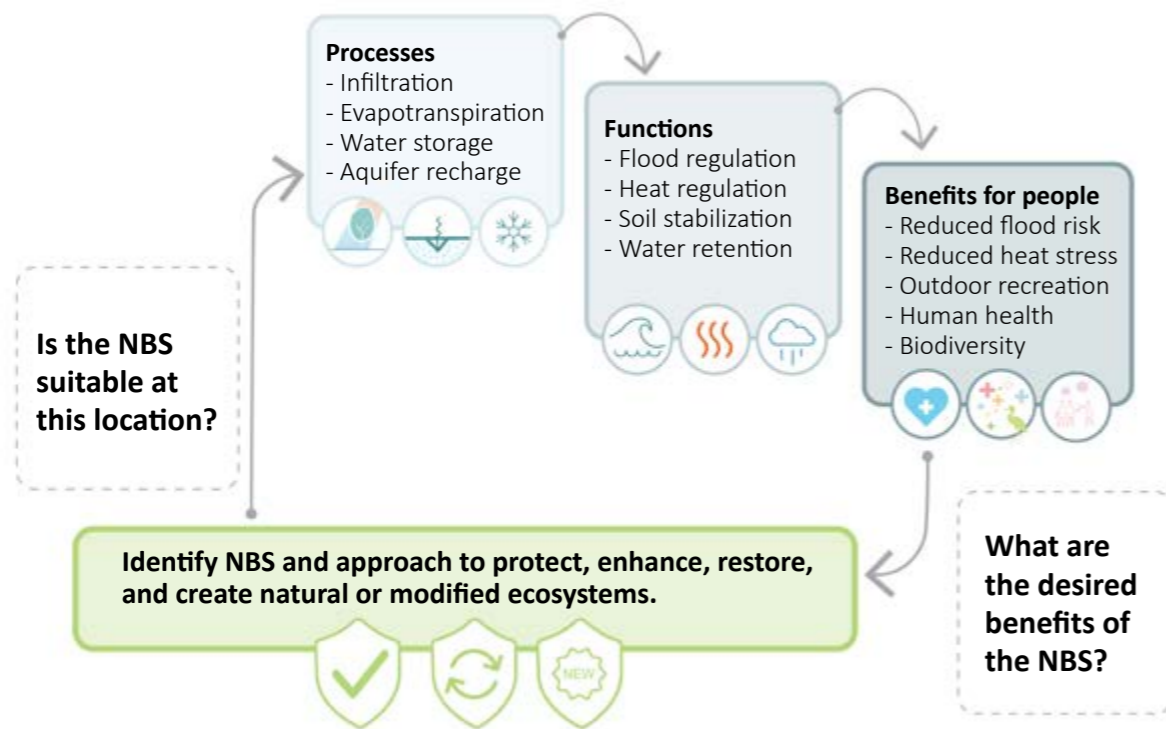 Processes
- Infiltration
- Evapotranspiration
- Water storage
- Aquifer recharge
Functions
- Flood regulation
- Heat regulation
- Soil stabilization
- Water retention
Benefits for people
- Reduced flood risk
- Reduced heat stress
- Outdoor recreation
- Human health
- Biodiversity
Is the NBS
suitable at
this location?
Identify NBS and approach to protect, enhance, restore,
and create natural or modified ecosystems.
NEW
What are
the desired
benefits of
the NBS?